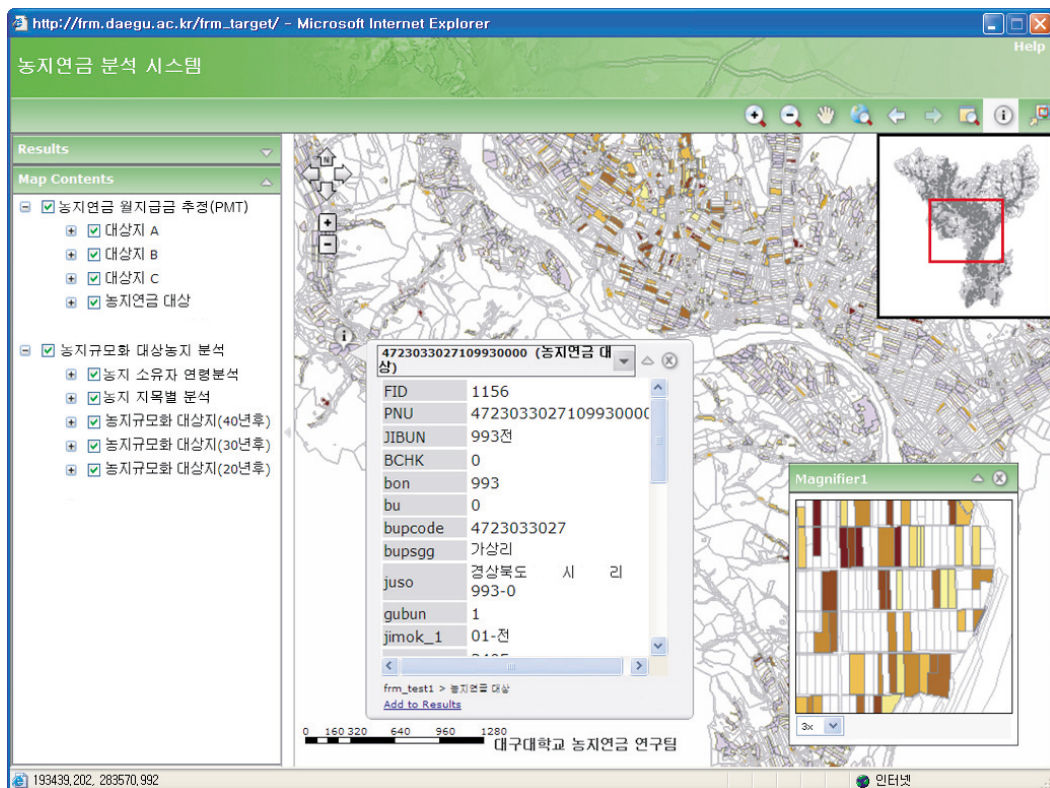 http://frm.daegu.ac.kr/frm_target/ - Microsoft Internet Explorer
Help
농지연금 분석 시스템
Results
Map Contents
농지연금 월지급금 추정(PMT)
대상지 A
대상지 B
대상지 C
농지연금 대상
농지규모화 대상농지 분석
농지 소유자 연령분석
농지 지목별 분석
농지규모화 대상지(40년후)
농지규모화 대상지(30년후)
농지규모화 대상지(20년후)
N
4723033027109930000 (농지연금 대
상)
FID 1156
PNU 4723033027109930000
JIBUN 993전
BCHK 0
bon 993
bu 0
bupcode 4723033027
bupsgg 가상리
juso 경상북도 시 리
993-0
gubun 1
jimok_1 01-전
frm_test1 > 농지연금 대상
Add to Results
Magnifier1
3x
0 160 320 640 960 1280
대구대학교 농지연금 연구팀
193439,202, 283570,992
인터넷